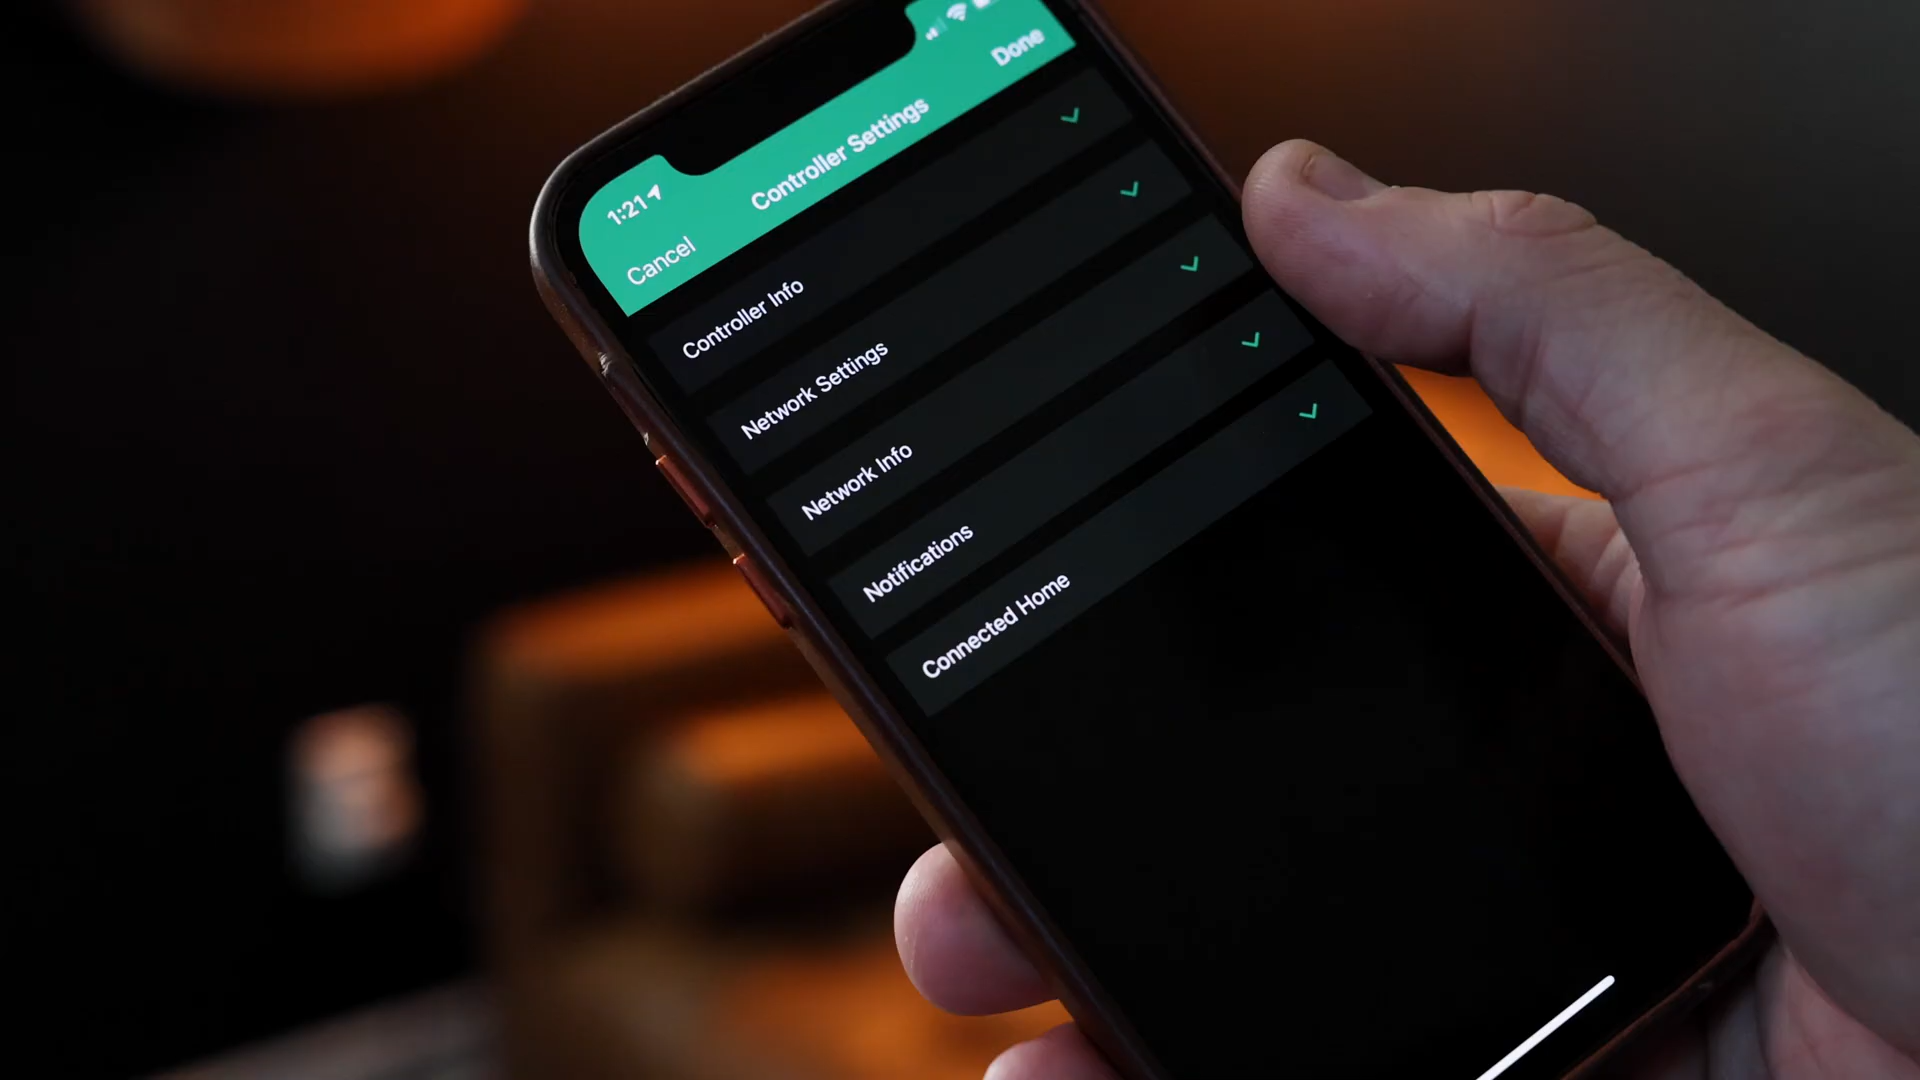 1:21
Cancel
Controller Settings
Done
Controller Info
Network Settings
Network Info
Notifications
Connected Home